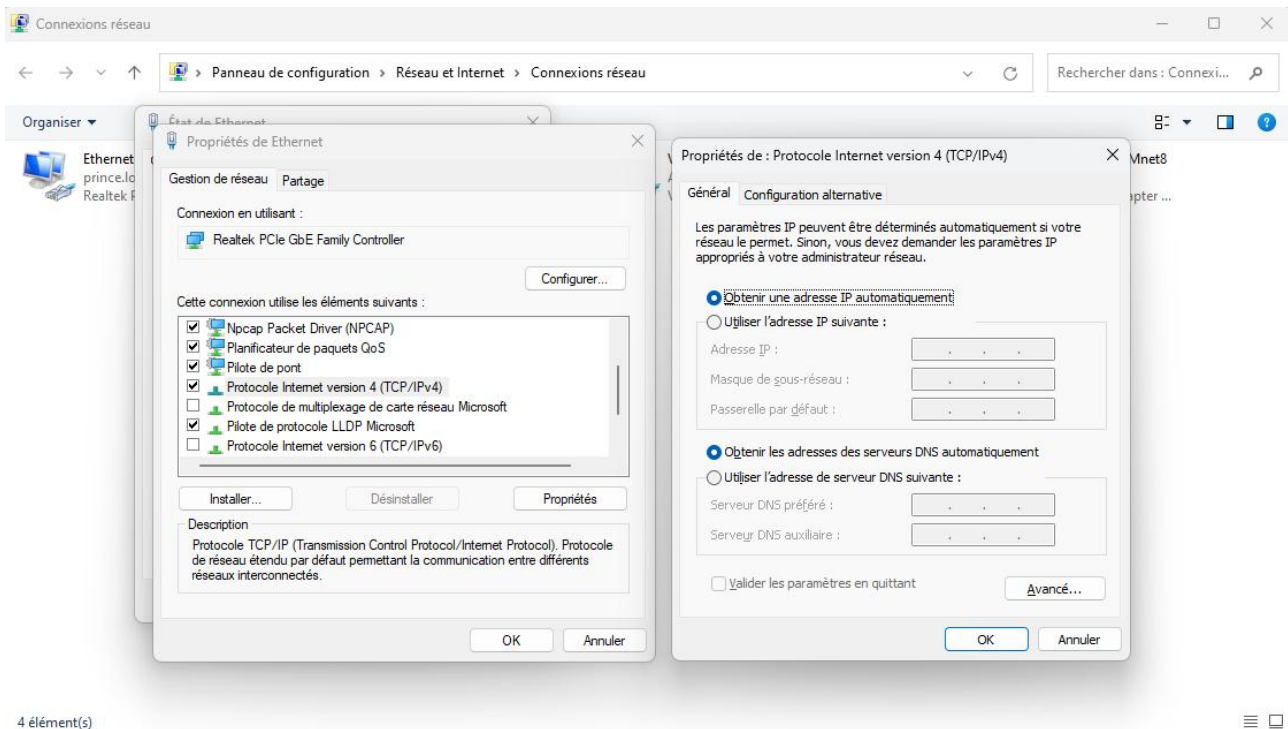 Connexions réseau
Panneau de configuration > Réseau et Internet > Connexions réseau
Rechercher dans : Connexi...
Organiser
État de Ethernet
Ethernet
prince.lo
Realtek P
Mnet8
apter ...
Propriétés de Ethernet
Gestion de réseau
Partage
Connexion en utilisant :
Realtek PCIe GbE Family Controller
Configurer...
Cette connexion utilise les éléments suivants :
Npcap Packet Driver (NPCAP)
Planificateur de paquets QoS
Pilote de pont
Protocole Internet version 4 (TCP/IPv4)
Protocole de multiplexage de carte réseau Microsoft
Pilote de protocole LLDP Microsoft
Protocole Internet version 6 (TCP/IPv6)
Installer...
Désinstaller
Propriétés
Description
Protocole TCP/IP (Transmission Control Protocol/Internet Protocol). Protocole
de réseau étendu par défaut permettant la communication entre différents
réseaux interconnectés.
OK
Annuler
Propriétés de : Protocole Internet version 4 (TCP/IPv4)
Général
Configuration alternative
Les paramètres IP peuvent être déterminés automatiquement si votre
réseau le permet. Sinon, vous devez demander les paramètres IP
appropriés à votre administrateur réseau.
Obtenir une adresse IP automatiquement
Utiliser l'adresse IP suivante :
Adresse IP :
Masque de sous-réseau :
Passerelle par défaut :
Obtenir les adresses des serveurs DNS automatiquement
Utiliser l'adresse de serveur DNS suivante :
Serveur DNS préféré :
Serveur DNS auxiliaire :
Valider les paramètres en quittant
Avancé...
OK
Annuler
4 élément(s)